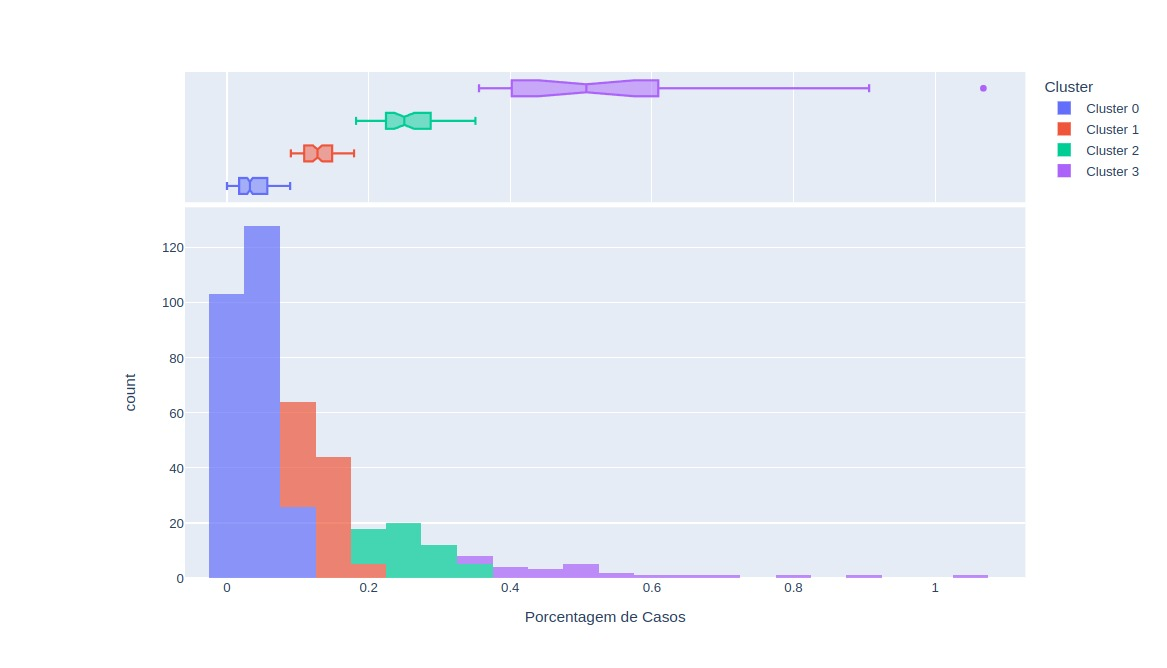 Cluster
Cluster 0
Cluster 1
Cluster 2
Cluster 3
120
100
80
60
40
20
0
count
0 0.2 0.4 0.6 0.8 1
Porcentagem de Casos